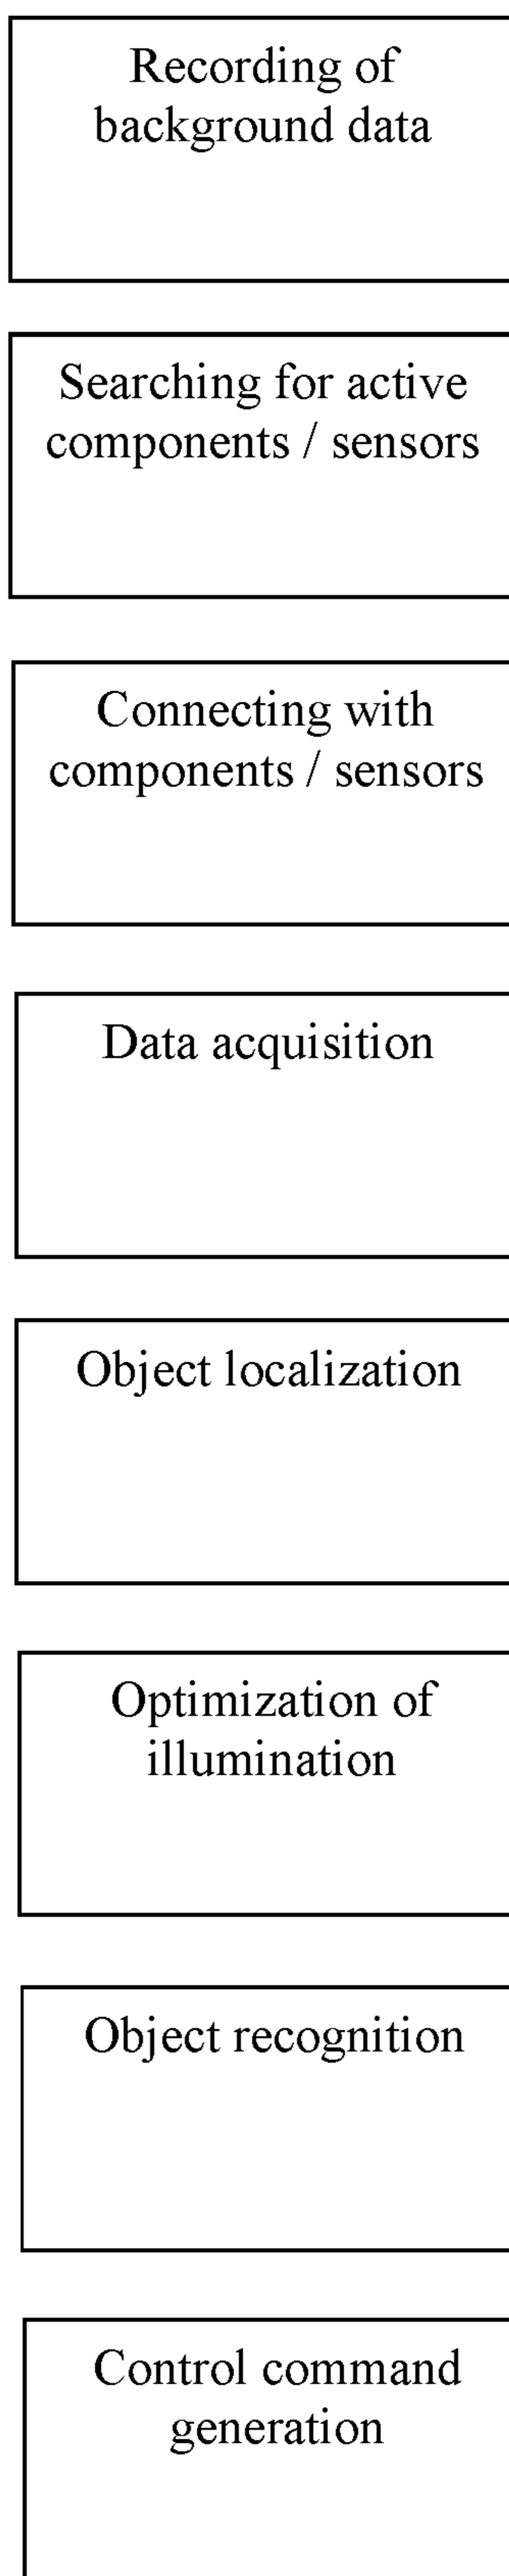 Recording of
background data
Searching for active
components / sensors
Connecting with
components / sensors
Data acquisition
Object localization
Optimization of
illumination
Object recognition
Control command
generation